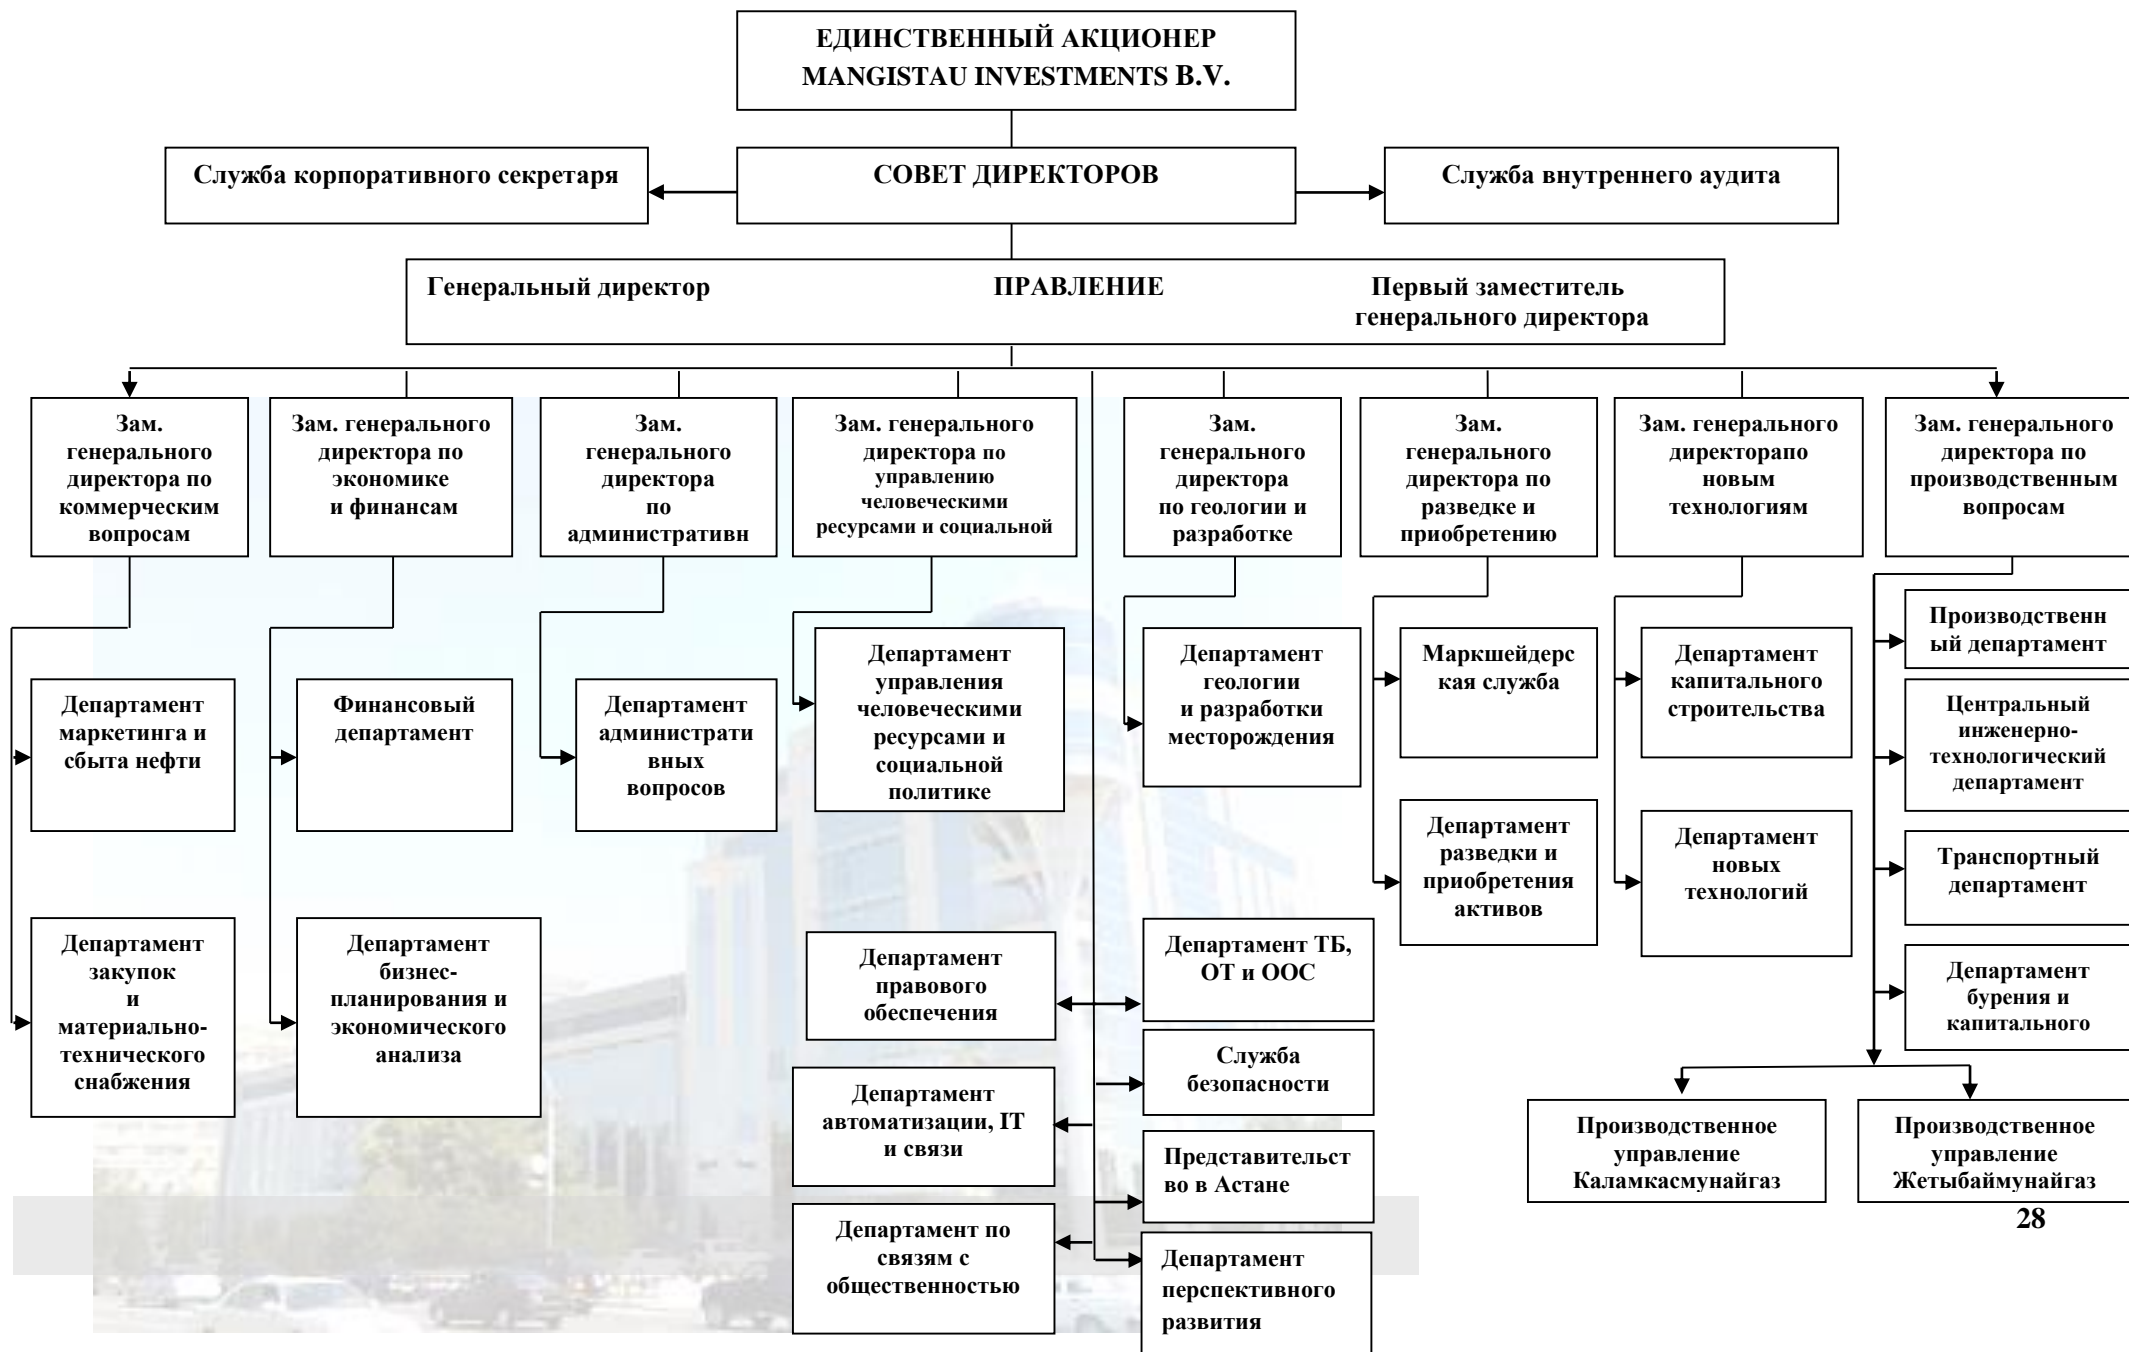 ЕДИНСТВЕННЫЙ АКЦИОНЕР
MANGISTAU INVESTMENTS B.V.
Служба корпоративного секретаря
СОВЕТ ДИРЕКТОРОВ
Служба внутреннего аудита
Генеральный директор
ПРАВЛЕНИЕ
Первый заместитель
генерального директора
Зам.
генерального
директора по
коммерческим
вопросам
Зам. генерального
директора по
экономике
и финансам
Зам.
генерального
директора
по
административн
Зам. генерального
директора по
управлению
человеческими
ресурсами и социальной
Зам.
генерального
директора
по геологии и
разработке
Зам.
генерального
директора по
разведке и
приобретению
Зам. генерального
директорапо
новым
технологиям
Зам. генерального
директора по
производственным
вопросам
Департамент
маркетинга и
сбыта нефти
Финансовый
департамент
Департамент
администрати
вных
вопросов
Департамент
управления
человеческими
ресурсами и
социальной
политике
Департамент
геологии
и разработки
месторождения
Маркшейдерс
кая служба
Департамент
капитального
строительства
Производственн
ый департамент
Центральный
инженерно-
технологический
департамент
Департамент
разведки и
приобретения
активов
Департамент
новых
технологий
Транспортный
департамент
Департамент
закупок
и
материально-
технического
снабжения
Департамент
бизнес-
планирования и
экономического
анализа
Департамент
правового
обеспечения
Департамент ТБ,
ОТ и ООС
Департамент
бурения и
капитального
Служба
безопасности
Департамент
автоматизации, IT
и связи
Представительст
во в Астане
Производственное
управление
Каламкасмунайгаз
Производственное
управление
Жетыбаймунайгаз
28
Департамент по
связям с
общественностью
Департамент
перспективного
развития